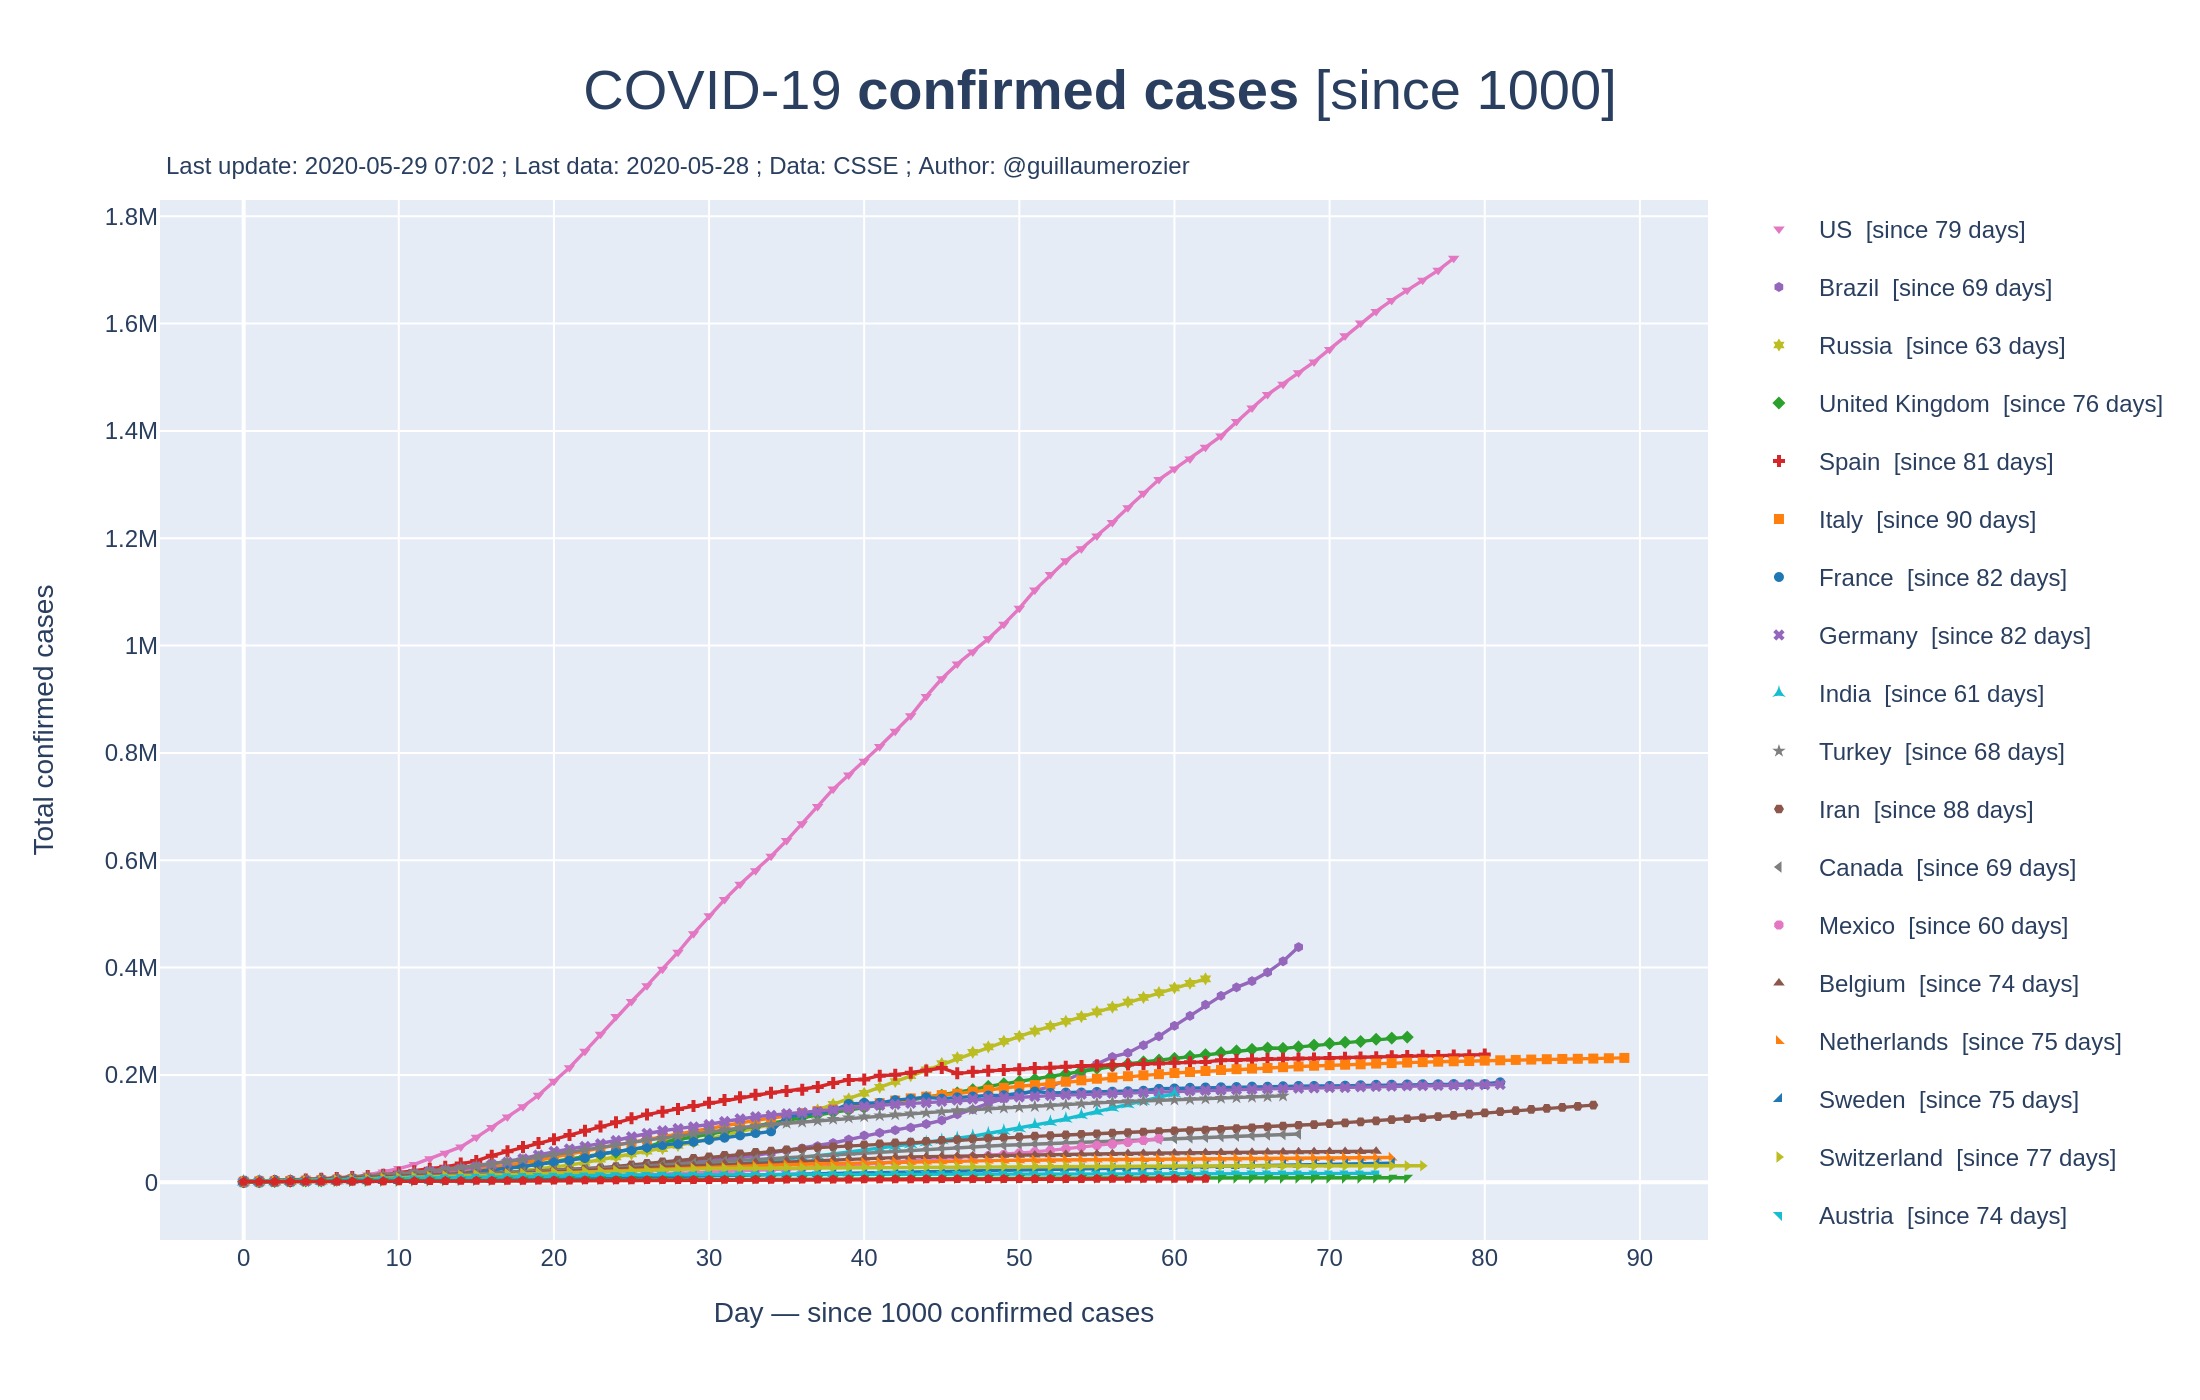 COVID-19 confirmed cases [since 1000]
Last update: 2020-05-29 07:02 ; Last data: 2020-05-28 ; Data: CSSE ; Author: @guillaumerozier
Total confirmed cases
1.8M
1.6M
1.4M
1.2M
1M
0.8M
0.6M
0.4M
0.2M
0
0 10 20 30 40 50 60 70 80 90
Day — since 1000 confirmed cases
US [since 79 days]
Brazil [since 69 days]
Russia [since 63 days]
United Kingdom [since 76 days]
Spain [since 81 days]
Italy [since 90 days]
France [since 82 days]
Germany [since 82 days]
India [since 61 days]
Turkey [since 68 days]
Iran [since 88 days]
Canada [since 69 days]
Mexico [since 60 days]
Belgium [since 74 days]
Netherlands [since 75 days]
Sweden [since 75 days]
Switzerland [since 77 days]
Austria [since 74 days]